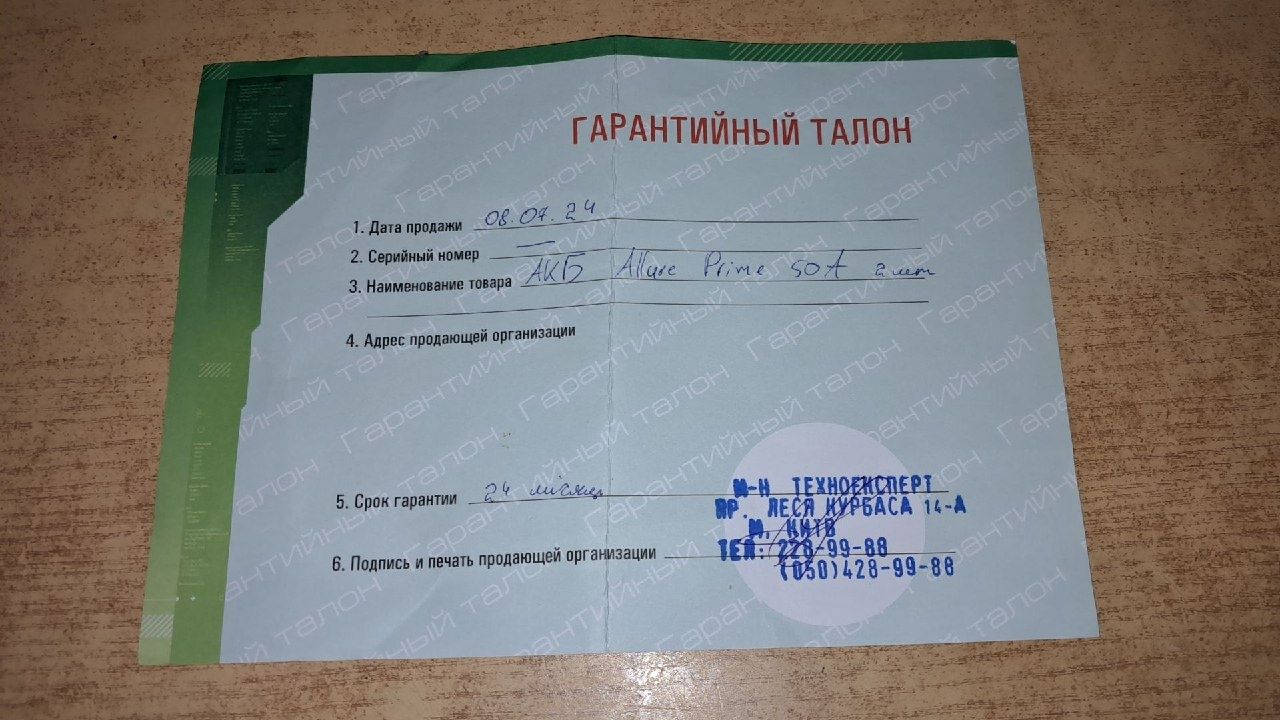 ГАРАНТИЙНЫЙ ТАЛОН
1. Дата продажи 08.07.24
2. Серийный номер —
3. Наименование товара АКБ Allure Prime 50A
4. Адрес продающей организации
5. Срок гарантии 24 місяці
6. Подпись и печать продающей организации
М-Н ТЕХНОЕКСПЕРТ
ПР. ЛЕСЯ КУРБАСА 14-А
М. КИЇВ
ТЕЛ: 228-99-88
(050)428-99-88